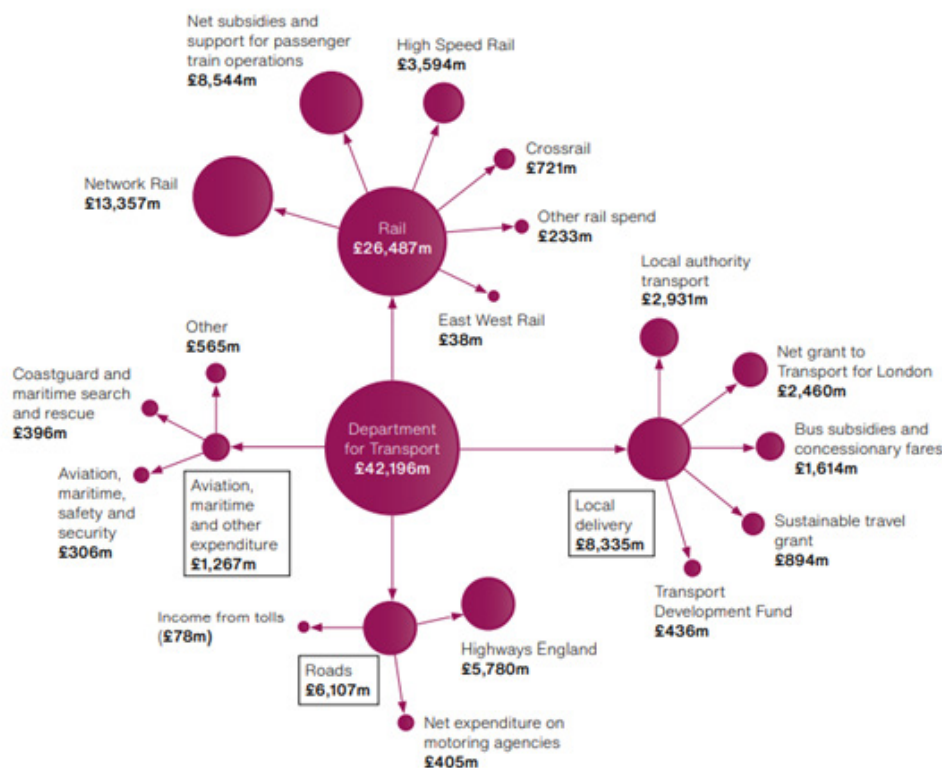 Net subsidies and
support for passenger
train operations
£8,544m
High Speed Rail
£3,594m
Crossrail
£721m
Network Rail
£13,357m
Rail
£26,487m
Other rail spend
£233m
East West Rail
£38m
Local authority
transport
£2,931m
Other
£565m
Coastguard and
maritime search
and rescue
£396m
Net grant to
Transport for London
£2,460m
Department
for Transport
£42,196m
Bus subsidies and
concessionary fares
£1,614m
Aviation,
maritime,
safety and
security
£306m
Aviation,
maritime
and other
expenditure
£1,267m
Local
delivery
£8,335m
Sustainable travel
grant
£894m
Transport
Development Fund
£436m
Income from tolls
(£78m)
Highways England
£5,780m
Roads
£6,107m
Net expenditure on
motoring agencies
£405m